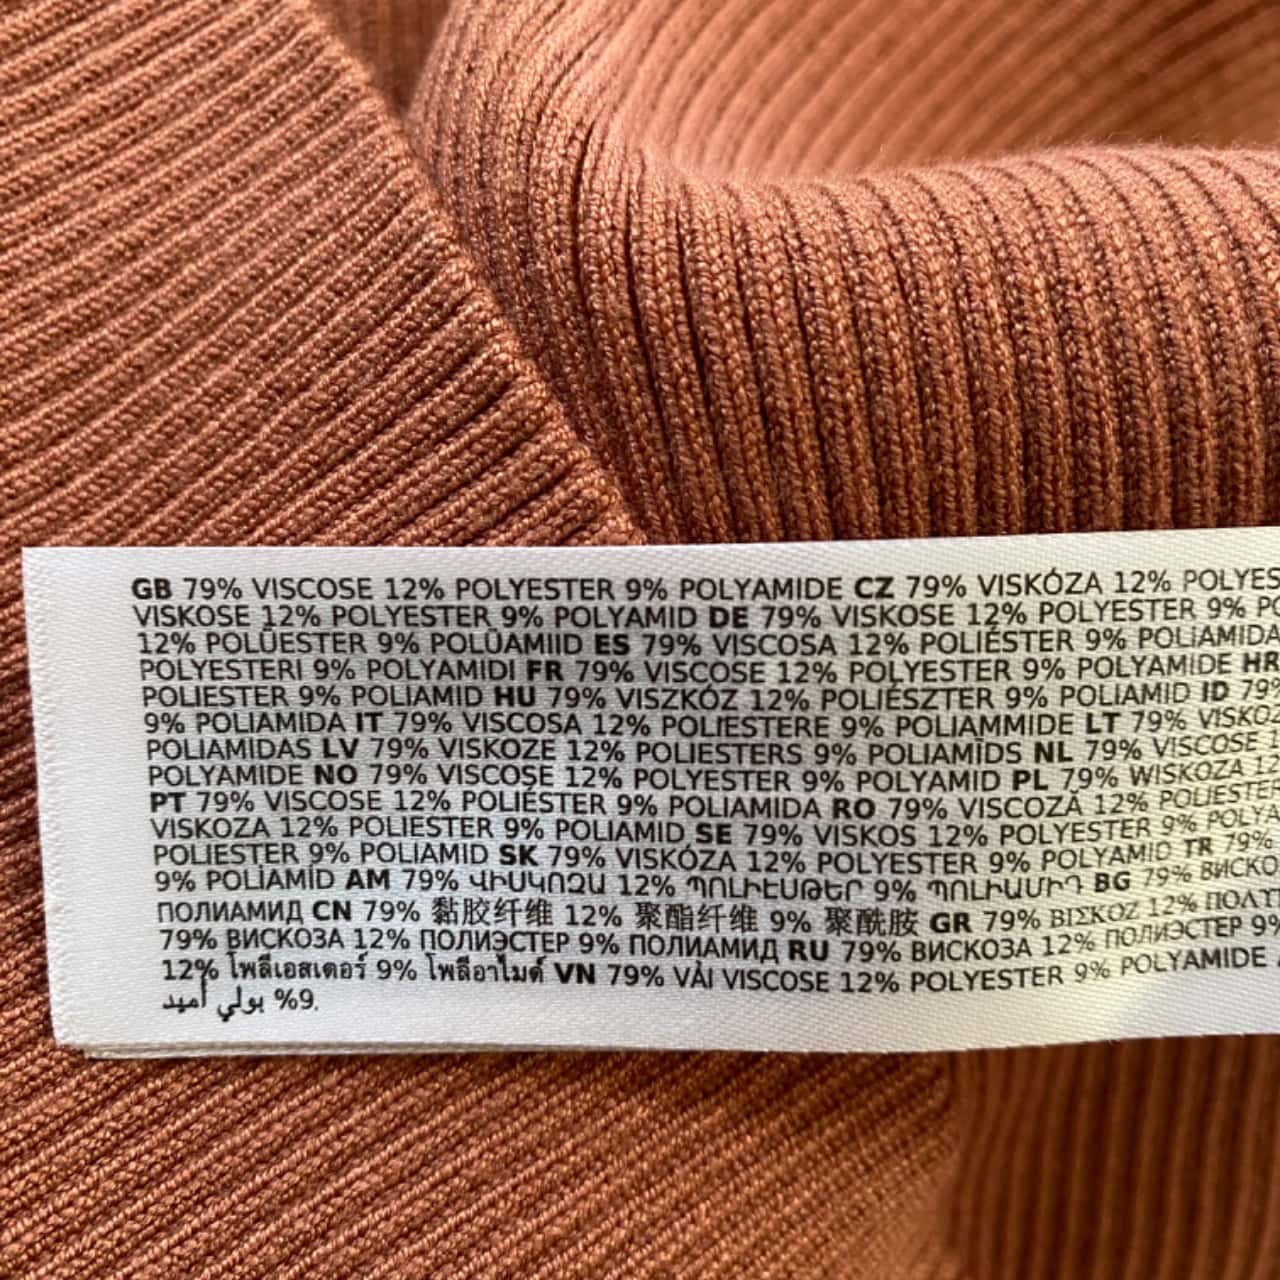 GB 79% VISCOSE 12% POLYESTER 9% POLYAMIDE CZ 79% VISKÓZA 12% POLYES
VISKOSE 12% POLYESTER 9% POLYAMID DE 79% VISKOSE 12% POLYESTER 9% PO
12% POLÜESTER 9% POLÜAMIID ES 79% VISCOSA 12% POLIÉSTER 9% POLIAMIDA
POLYESTERI 9% POLYAMIDI FR 79% VISCOSE 12% POLYESTER 9% POLYAMIDE HR
POLIESTER 9% POLIAMID HU 79% VISZKÓZ 12% POLIÉSZTER 9% POLIAMID ID 79%
9% POLIAMIDA IT 79% VISCOSA 12% POLIESTERE 9% POLIAMMIDE LT 79% VISKOZ
POLIAMIDAS LV 79% VISKOZE 12% POLIESTERS 9% POLIAMĪDS NL 79% VISCOSE 1
POLYAMIDE NO 79% VISCOSE 12% POLYESTER 9% POLYAMID PL 79% WISKOZA 12
PT 79% VISCOSE 12% POLIÉSTER 9% POLIAMIDA RO 79% VISCOZĂ 12% POLIESTER
VISKOZA 12% POLIESTER 9% POLIAMID SE 79% VISKOS 12% POLYESTER 9% POLYA
POLIESTER 9% POLIAMID SK 79% VISKÓZA 12% POLYESTER 9% POLYAMID TR 79%
9% POLİAMİD AM 79% ՎԻՍԿՈԶԱ 12% ՊՈԼԻԷՍԹԵՐ 9% ՊՈԼԻԱՄԻԴ BG 79% ВИСКО
ПОЛИАМИД CN 79% 黏胶纤维 12% 聚酯纤维 9% 聚酰胺 GR 79% ΒΙΣΚΟΖ 12% ΠΟΛΥ
79% ВИСКОЗА 12% ПОЛИЭСТЕР 9% ПОЛИАМИД RU 79% ВИСКОЗА 12% ПОЛИЭСТЕР 9%
12% โพลีเอสเตอร์ 9% โพลีอาไมด์ VN 79% VẢI VISCOSE 12% POLYESTER 9% POLYAMIDE
9% بولي أميد.